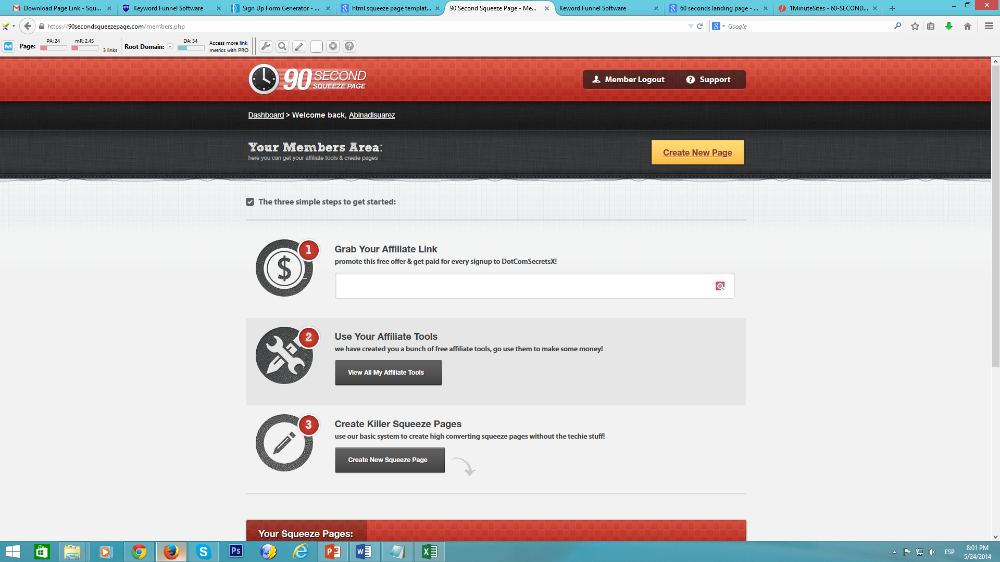 Download Page Link - Squ...
Keyword Funnel Software
Sign Up Form Generator - ...
html squeeze page templat...
90 Second Squeeze Page - Me...
Keword Funnel Software
60 seconds landing page - ...
1MinuteSites - 60-SECOND...
https://90secondsqueezepage.com/members.php
Google
Page:
PA: 24
mR: 2.45
3 links
Root Domain:
DA: 34
Access more link
metrics with PRO
90 SECOND
SQUEEZE PAGE
Member Logout
Support
Dashboard > Welcome back, Abinadisuarez
Your Members Area:
here you can get your affiliate tools & create pages
Create New Page
The three simple steps to get started:
1
Grab Your Affiliate Link
promote this free offer & get paid for every signup to DotComSecretsX!
2
Use Your Affiliate Tools
we have created you a bunch of free affiliate tools, go use them to make some money!
View All My Affiliate Tools
3
Create Killer Squeeze Pages
use our basic system to create high converting squeeze pages without the techie stuff!
Create New Squeeze Page
Your Squeeze Pages:
ESP
8:01 PM
5/24/2014